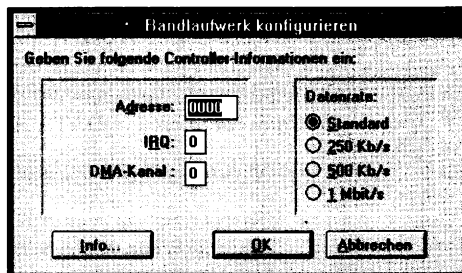 Bandlaufwerk konfigurieren
Geben Sie folgende Controller-Informationen ein:
Adresse: 0000
IRQ: 0
DMA-Kanal : 0
Datenrate:
Standard
250 Kb/s
500 Kb/s
1 Mbit/s
Info...
OK
Abbrechen